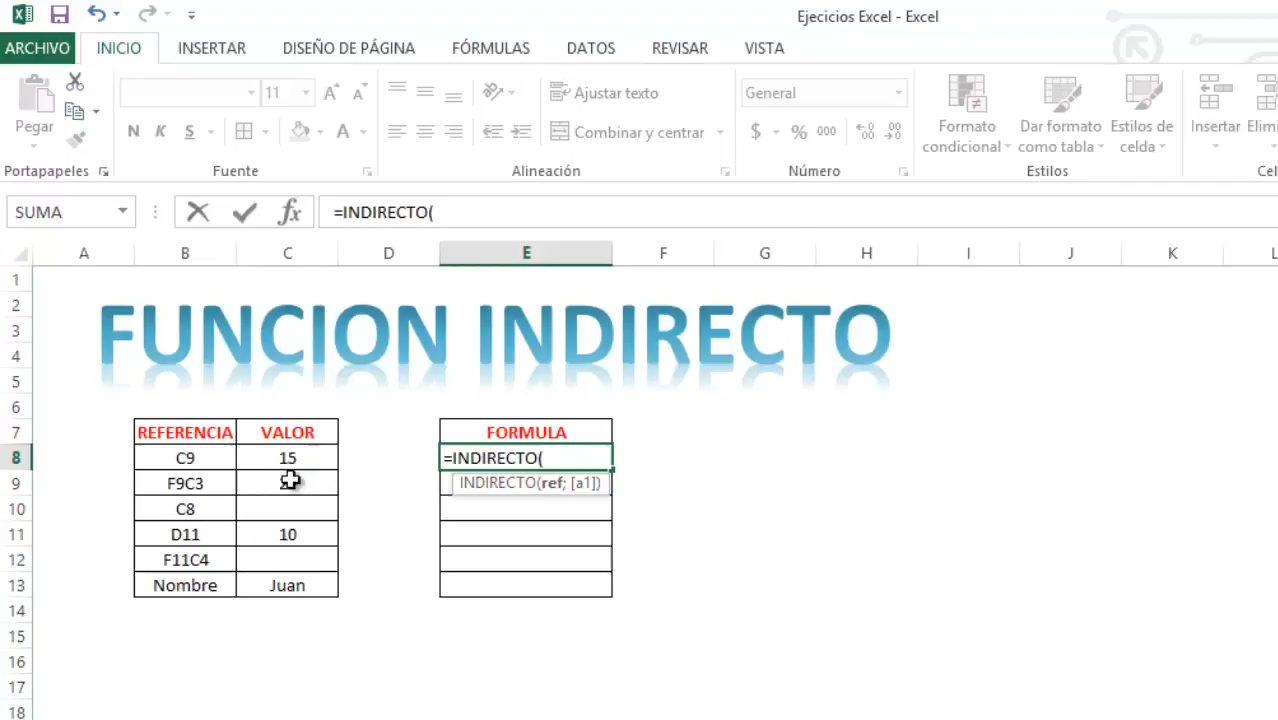 Ejecicios Excel - Excel
ARCHIVO INICIO INSERTAR DISEÑO DE PÁGINA FÓRMULAS DATOS REVISAR VISTA
11 Ajustar texto General
Pegar N K S A Combinar y centrar $ % 000
Formato condicional Dar formato como tabla Estilos de celda Insertar
Portapapeles Fuente Alineación Número Estilos
SUMA fx =INDIRECTO(
A B C D E F G H I J K L
1
2
3
4
5
FUNCION INDIRECTO
6
7 REFERENCIA VALOR FORMULA
8 C9 15 =INDIRECTO(
9 F9C3 INDIRECTO(ref; [a1])
10 C8
11 D11 10
12 F11C4
13 Nombre Juan
14
15
16
17
18